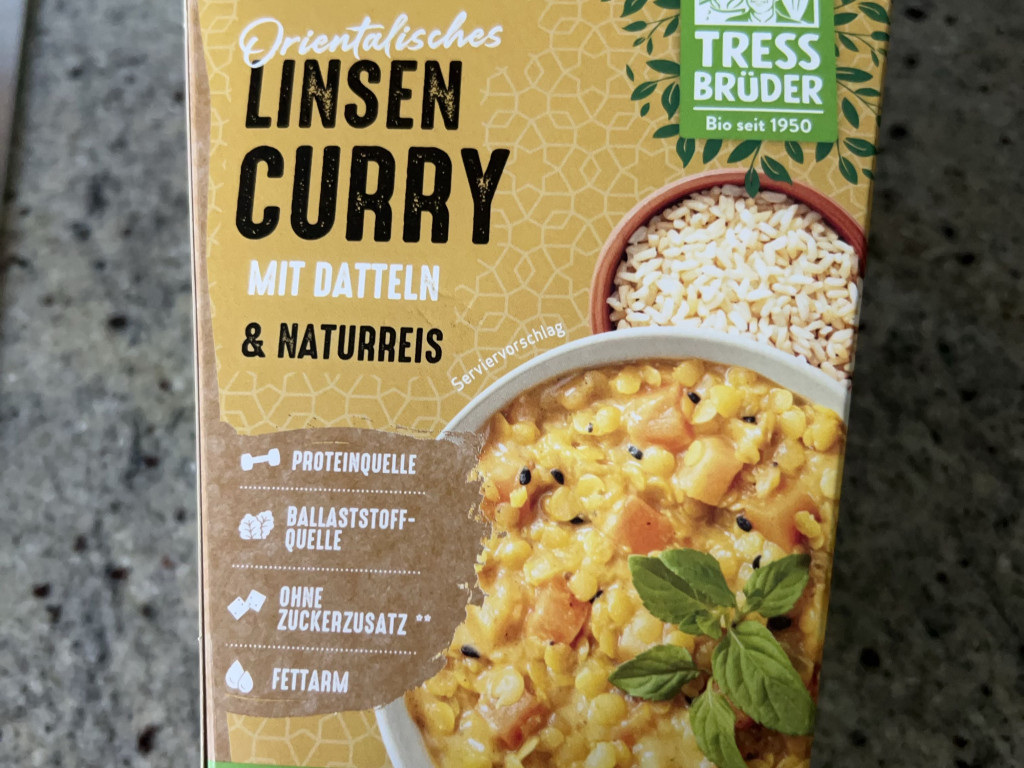 Orientalisches
LINSEN
CURRY
MIT DATTELN
& NATURREIS
TRESS
BRÜDER
Bio seit 1950
Serviervorschlag
PROTEINQUELLE
BALLASTSTOFF-
QUELLE
OHNE
ZUCKERZUSATZ **
FETTARM